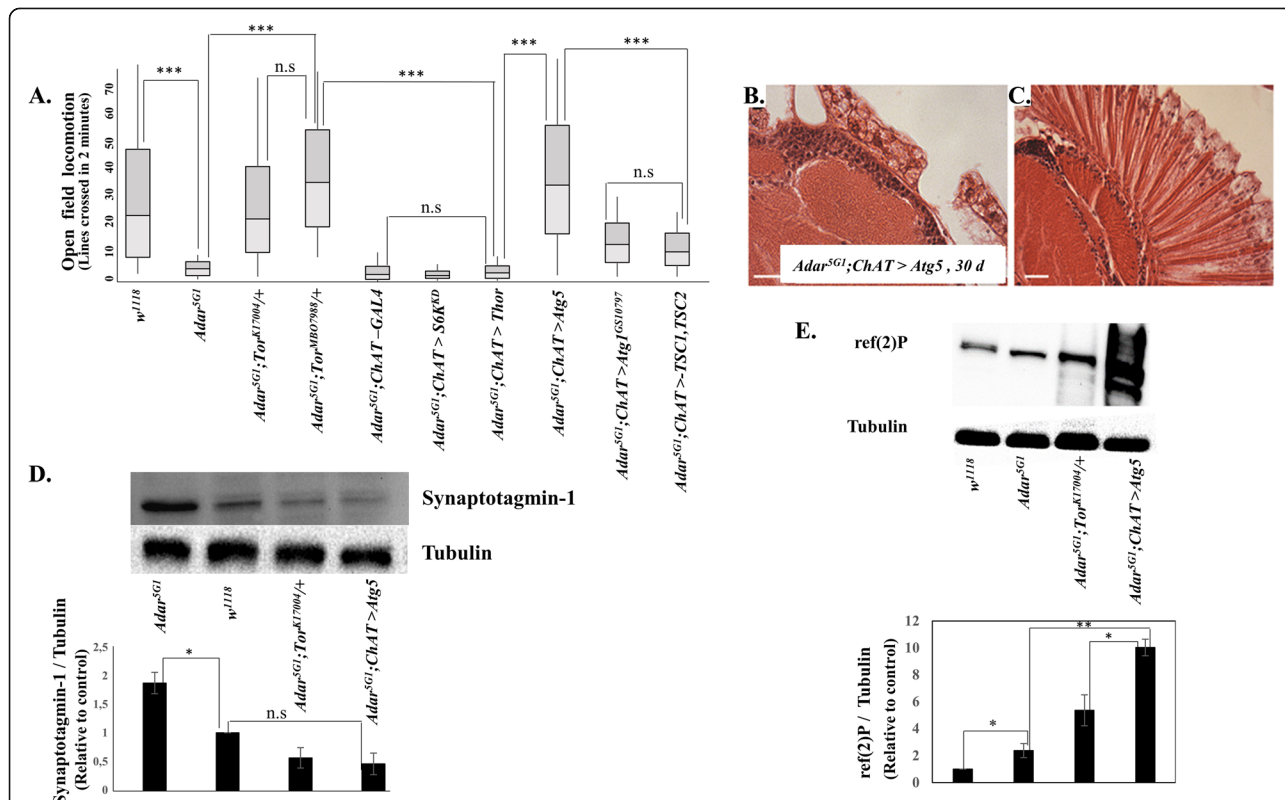 A.
Open field locomotion
(Lines crossed in 2 minutes)
70
60
50
40
30
20
10
0
***
***
n.s
***
n.s
***
***
n.s
w1118
Adar5G1
Adar5G1;TorK17004/+
Adar5G1;TorMBO7988/+
Adar5G1;ChAT –GAL4
Adar5G1;ChAT > S6KKD
Adar5G1;ChAT > Thor
Adar5G1;ChAT >Atg5
Adar5G1;ChAT >Atg1GS10797
Adar5G1;ChAT >-TSC1,TSC2
B.
C.
Adar5G1;ChAT > Atg5 , 30 d
D.
Synaptotagmin-1
Tubulin
Adar5G1
w1118
Adar5G1;TorK17004/+
Adar5G1;ChAT >Atg5
Synaptotagmin-1 / Tubulin
(Relative to control)
2,5
2
1,5
1
0,5
0
*
n.s
E.
ref(2)P
Tubulin
w1118
Adar5G1
Adar5G1;TorK17004/+
Adar5G1;ChAT >Atg5
ref(2)P / Tubulin
(Relative to control)
12
10
8
6
4
2
0
*
**
*